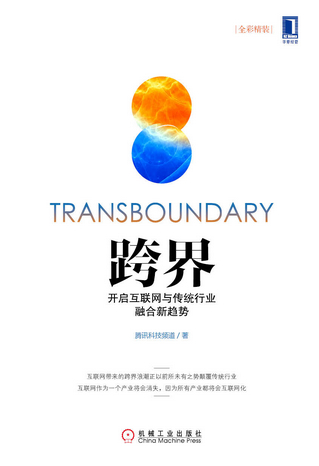 |全彩精装|
华章科技
TRANSBOUNDARY
跨界
开启互联网与传统行业
融合新趋势
腾讯科技频道/著
互联网带来的跨界浪潮正以前所未有之势颠覆传统行业
互联网作为一个产业将会消失，因为所有产业都将会互联网化
机械工业出版社
China Machine Press